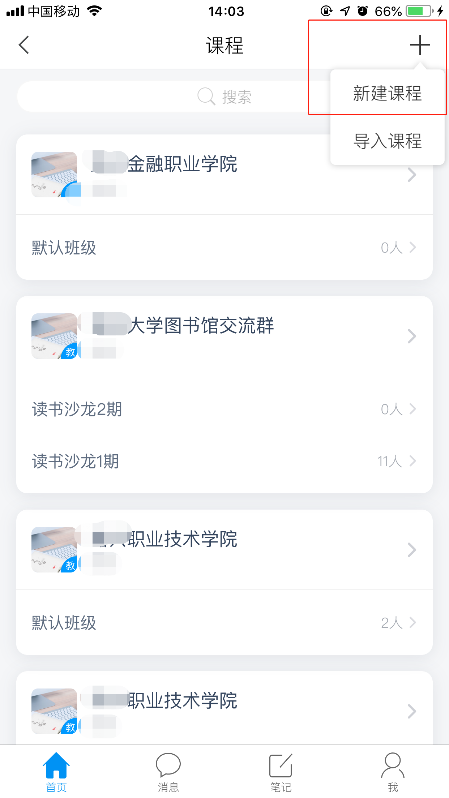 中国移动 14:03 66%
课程
搜索
新建课程
导入课程
金融职业学院
默认班级 0人
大学图书馆交流群
教
读书沙龙2期 0人
读书沙龙1期 11人
职业技术学院
教
默认班级 2人
职业技术学院
教
首页 消息 笔记 我